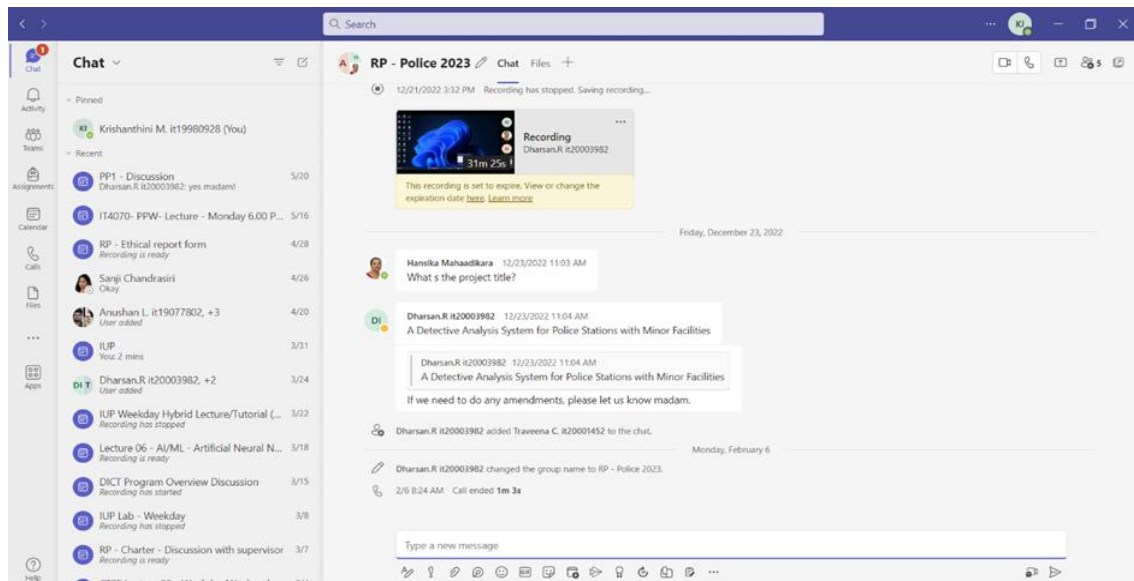 Search
KI
1
Chat
Activity
Teams
Assignments
Calendar
Calls
Files
Apps
Help
Chat
Pinned
KI Krishanthini M. it19980928 (You)
Recent
PP1 - Discussion 5/20
Dharsan.R it20003982: yes madam!
IT4070- PPW- Lecture - Monday 6.00 P... 5/16
RP - Ethical report form 4/28
Recording is ready
Sanji Chandrasiri 4/26
Okay
Anushan L. it19077802, +3 4/20
User added
IUP 3/31
You: 2 mins
DI T Dharsan.R it20003982, +2 3/24
User added
IUP Weekday Hybrid Lecture/Tutorial (... 3/22
Recording has stopped
Lecture 06 - AI/ML - Artificial Neural N... 3/18
Recording is ready
DICT Program Overview Discussion 3/15
Recording has started
IUP Lab - Weekday 3/8
Recording has stopped
RP - Charter - Discussion with supervisor 3/7
Recording is ready
RP - Police 2023 Chat Files
5
12/21/2022 3:32 PM Recording has stopped. Saving recording...
Recording
Dharsan.R it20003982
31m 25s
This recording is set to expire. View or change the
expiration date here. Learn more
Friday, December 23, 2022
Hansika Mahaadikara 12/23/2022 11:03 AM
What s the project title?
DI
Dharsan.R it20003982 12/23/2022 11:04 AM
A Detective Analysis System for Police Stations with Minor Facilities
Dharsan.R it20003982 12/23/2022 11:04 AM
A Detective Analysis System for Police Stations with Minor Facilities
If we need to do any amendments, please let us know madam.
Dharsan.R it20003982 added Traveena C. it20001452 to the chat.
Monday, February 6
Dharsan.R it20003982 changed the group name to RP - Police 2023.
2/6 8:24 AM Call ended 1m 3s
Type a new message